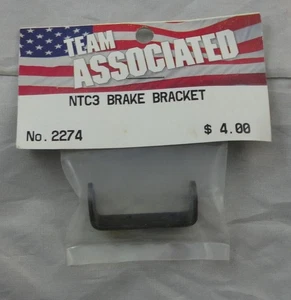 TEAM
ASSOCIATED
NTC3 BRAKE BRACKET
No. 2274 $ 4.00